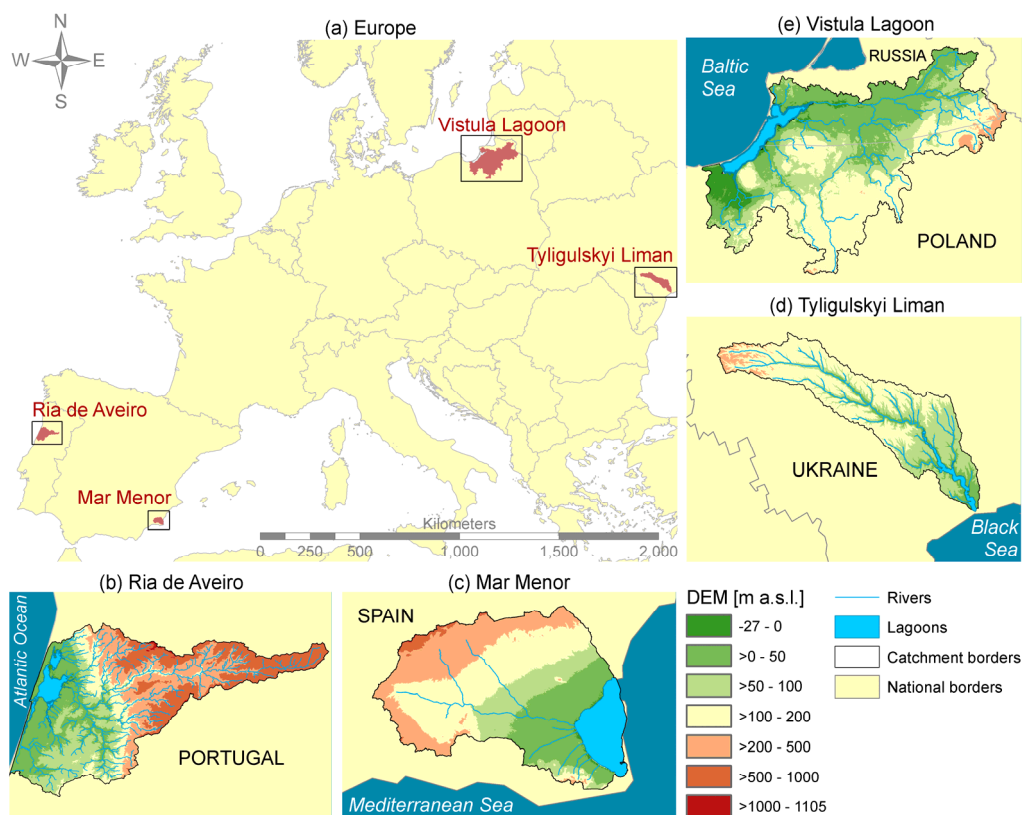 (a) Europe
N
W
E
S
Vistula Lagoon
Tyligulskyi Liman
Ria de Aveiro
Mar Menor
Kilometers
0 250 500 1,000 1,500 2,000
(e) Vistula Lagoon
RUSSIA
Baltic
Sea
POLAND
(d) Tyligulskyi Liman
UKRAINE
Black
Sea
(b) Ria de Aveiro
Atlantic Ocean
PORTUGAL
(c) Mar Menor
SPAIN
Mediterranean Sea
DEM [m a.s.l.]
-27 - 0
>0 - 50
>50 - 100
>100 - 200
>200 - 500
>500 - 1000
>1000 - 1105
Rivers
Lagoons
Catchment borders
National borders